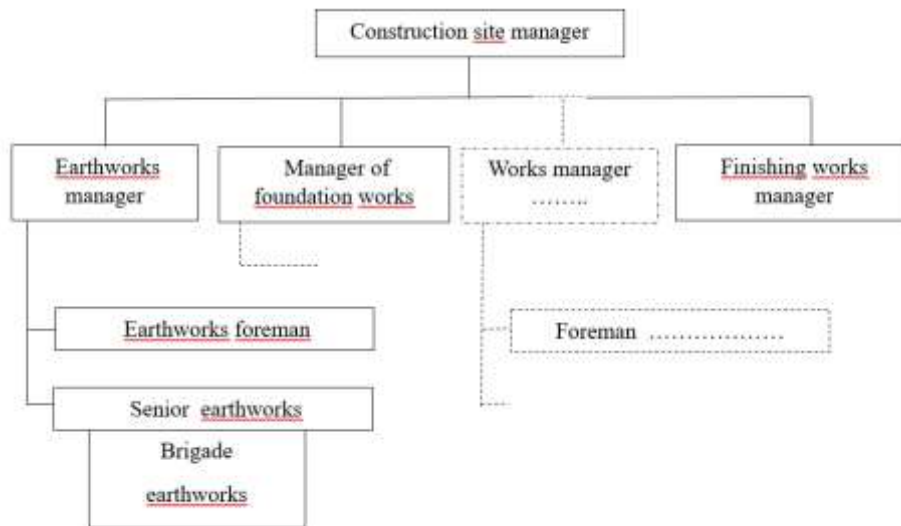 Construction site manager
Earthworks
manager
Manager of
foundation works
Works manager
........
Finishing works
manager
Earthworks foreman
Foreman .................
Senior earthworks
Brigade
earthworks